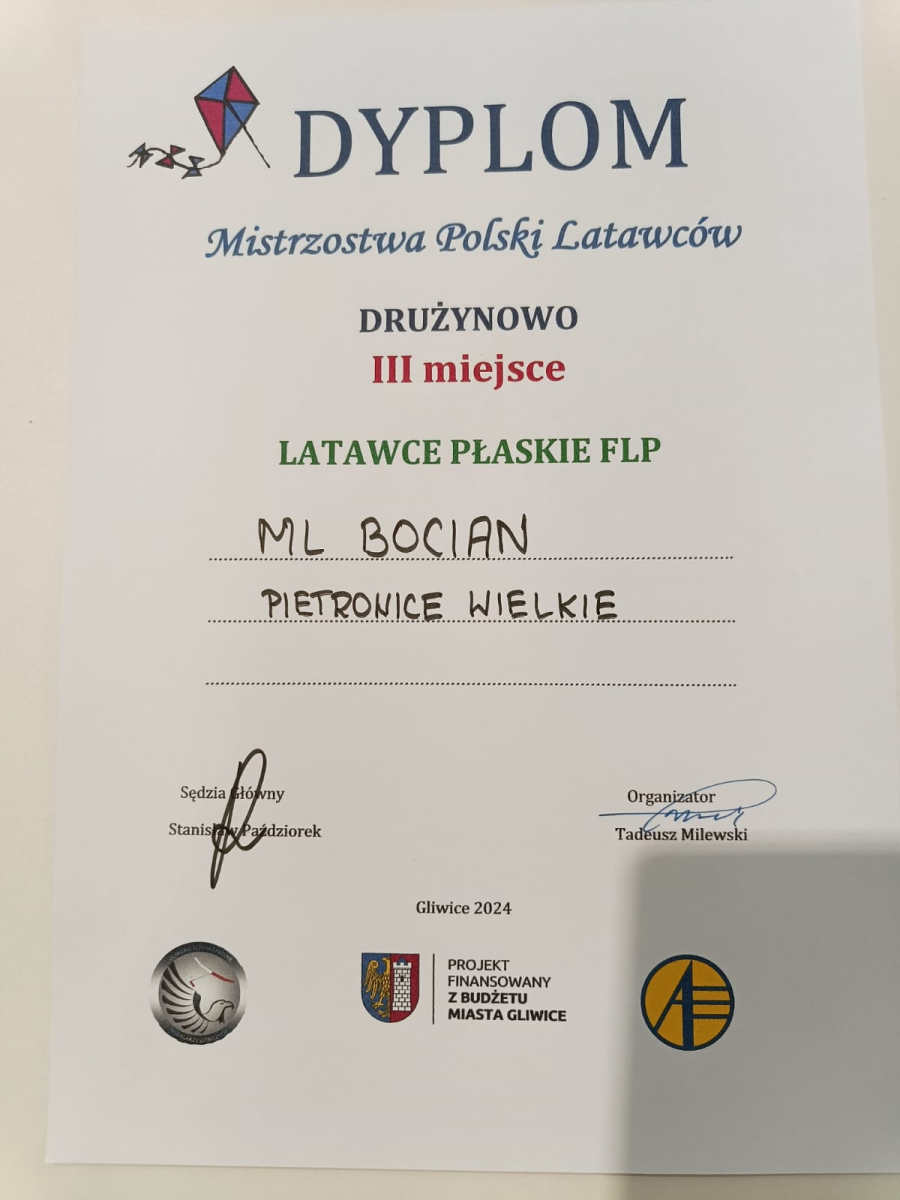 DYPLOM
Mistrzostwa Polski Latawców
DRUŻYNOWO
III miejsce
LATAWCE PŁASKIE FLP
ML BOCIAN
PIETRONICE WIELKIE
Sędzia Główny
Stanisław Paździorek
Organizator
Tadeusz Milewski
Gliwice 2024
PROJEKT
FINANSOWANY
Z BUDŻETU
MIASTA GLIWICE